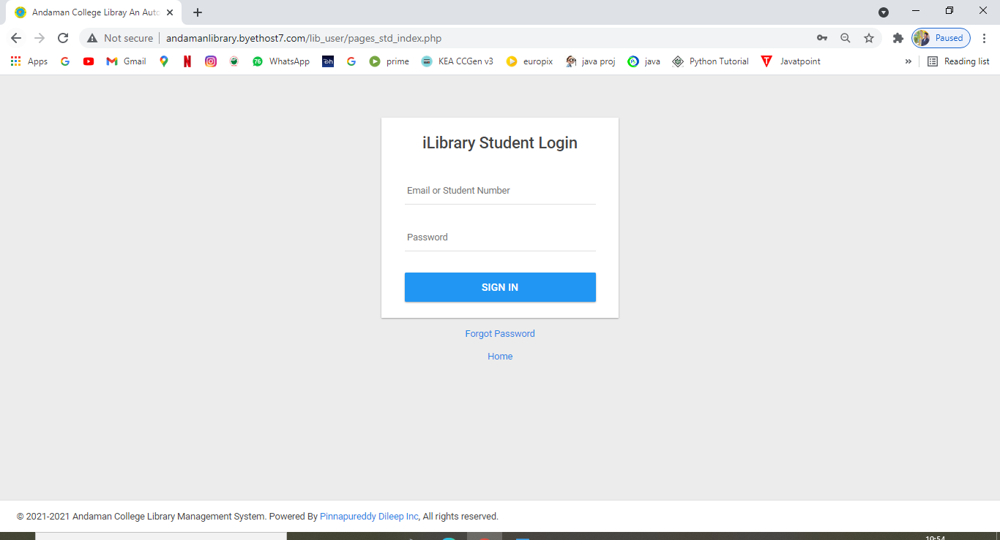 Andaman College Libray An Auto
Not secure andamanlibrary.byethost7.com/lib_user/pages_std_index.php Paused
Apps Gmail 76 WhatsApp prime KEA CCGen v3 europix java proj java Python Tutorial Javatpoint » Reading list
iLibrary Student Login
Email or Student Number
Password
SIGN IN
Forgot Password
Home
© 2021-2021 Andaman College Library Management System. Powered By Pinnapureddy Dileep Inc, All rights reserved.